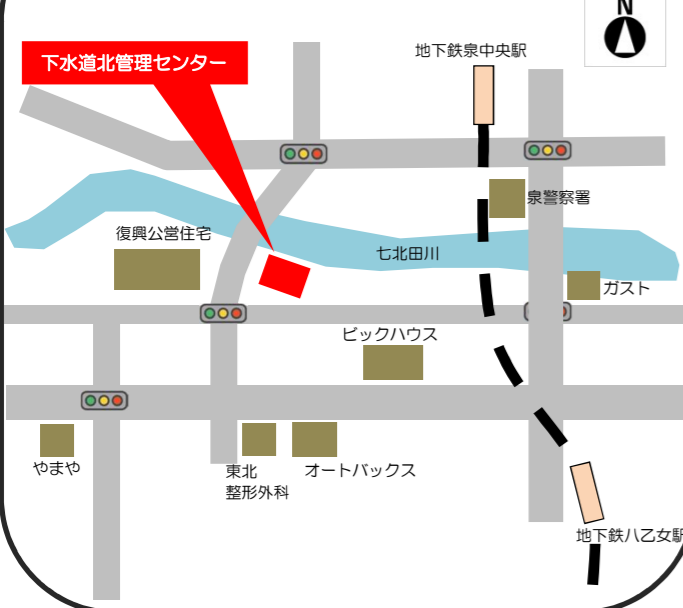 N
地下鉄泉中央駅
下水道北管理センター
泉警察署
復興公営住宅
七北田川
ガスト
ビックハウス
やまや
東北
整形外科
オートバックス
地下鉄八乙女駅